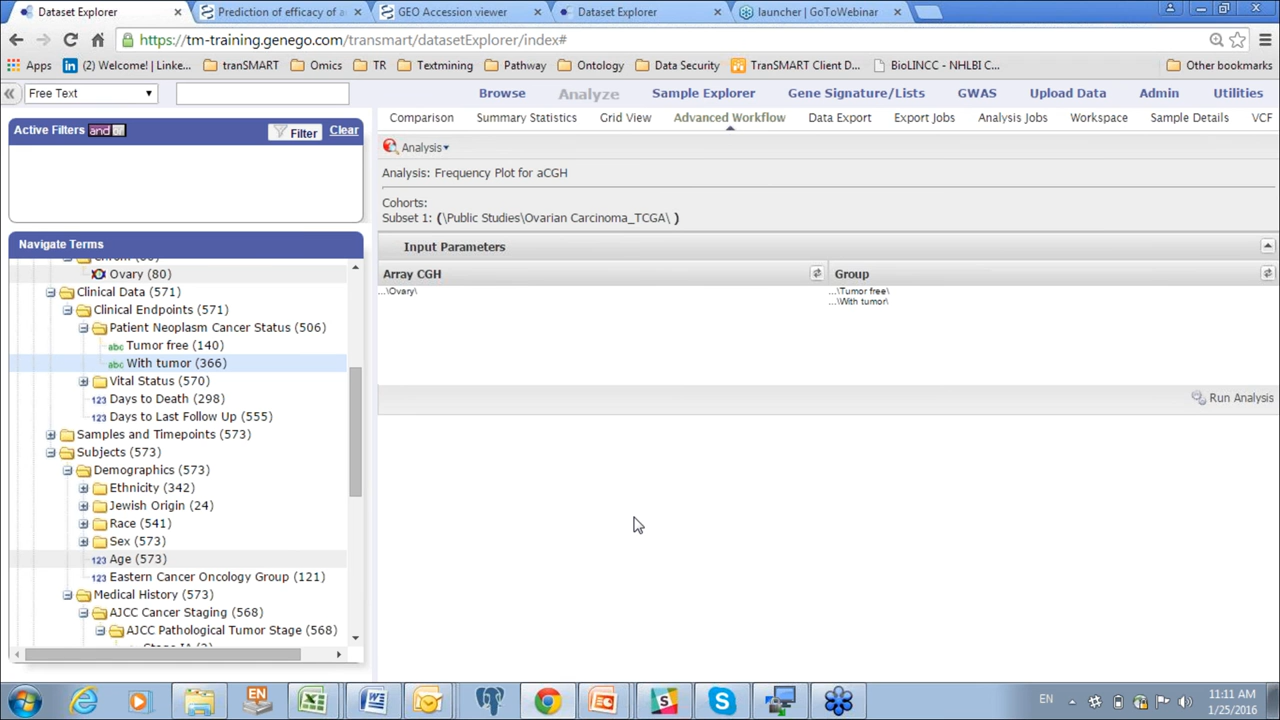 Dataset Explorer
Prediction of efficacy of a
GEO Accession viewer
Dataset Explorer
launcher | GoToWebinar
https://tm-training.genego.com/transmart/datasetExplorer/index#
Apps
(2) Welcome! | Linke...
tranSMART
Omics
TR
Textmining
Pathway
Ontology
Data Security
TranSMART Client D...
BioLINCC - NHLBI C...
Other bookmarks
Free Text
Browse
Analyze
Sample Explorer
Gene Signature/Lists
GWAS
Upload Data
Admin
Utilities
Active Filters and or
Filter
Clear
Comparison
Summary Statistics
Grid View
Advanced Workflow
Data Export
Export Jobs
Analysis Jobs
Workspace
Sample Details
VCF
Analysis
Analysis: Frequency Plot for aCGH
Cohorts:
Subset 1: (\Public Studies\Ovarian Carcinoma_TCGA\ )
Input Parameters
Array CGH
Group
...\Ovary\
...\Tumor free\
...\With tumor\
Run Analysis
Navigate Terms
Ovary (80)
Clinical Data (571)
Clinical Endpoints (571)
Patient Neoplasm Cancer Status (506)
abc Tumor free (140)
abc With tumor (366)
Vital Status (570)
123 Days to Death (298)
123 Days to Last Follow Up (555)
Samples and Timepoints (573)
Subjects (573)
Demographics (573)
Ethnicity (342)
Jewish Origin (24)
Race (541)
Sex (573)
123 Age (573)
123 Eastern Cancer Oncology Group (121)
Medical History (573)
AJCC Cancer Staging (568)
AJCC Pathological Tumor Stage (568)
EN
EN
11:11 AM
1/25/2016